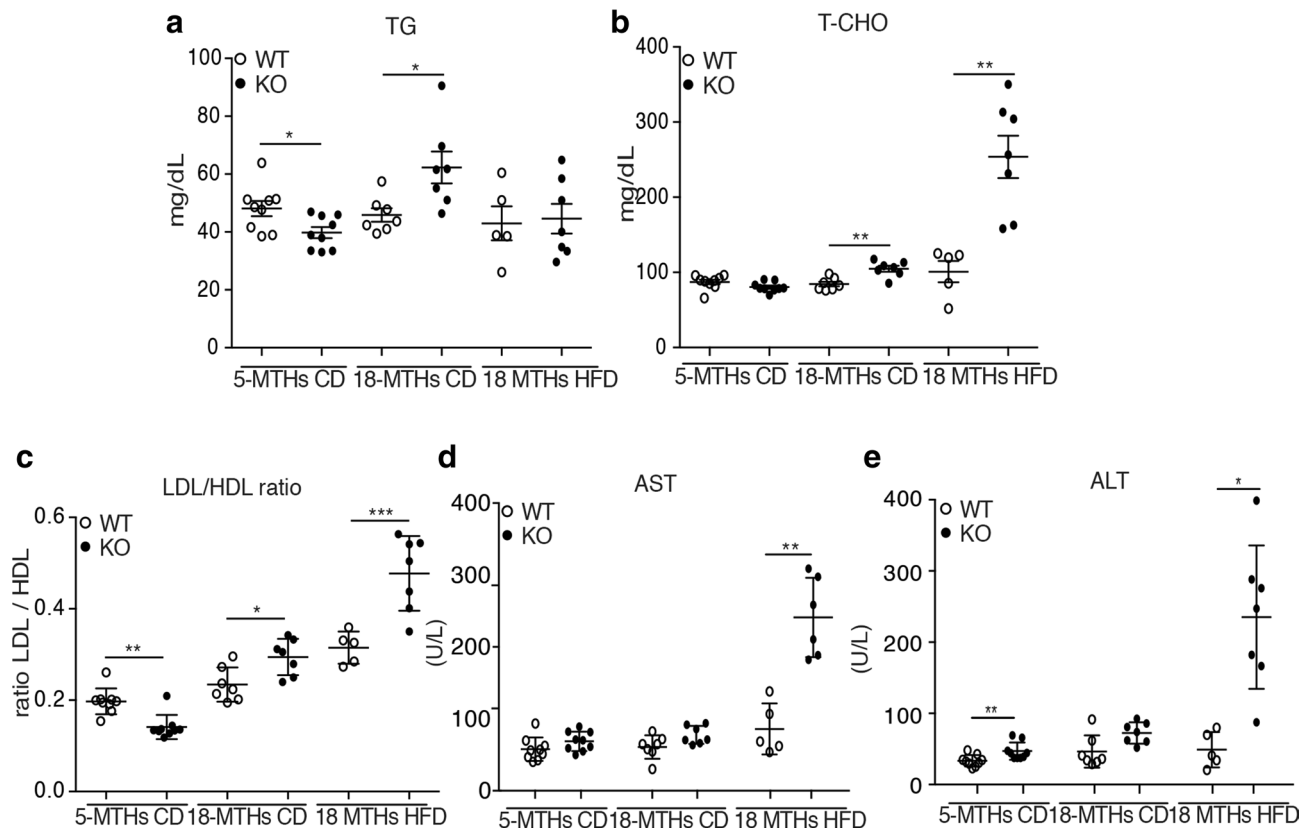 a
TG
mg/dL
100
80
60
40
20
0
WT
KO
*
*
5-MTHs CD
18-MTHs CD
18 MTHs HFD
b
T-CHO
mg/dL
400
300
200
100
0
WT
KO
**
**
5-MTHs CD
18-MTHs CD
18 MTHs HFD
c
LDL/HDL ratio
ratio LDL / HDL
0.6
0.4
0.2
0.0
WT
KO
**
*
***
5-MTHs CD
18-MTHs CD
18 MTHs HFD
d
AST
(U/L)
400
300
200
100
0
WT
KO
**
5-MTHs CD
18-MTHs CD
18 MTHs HFD
e
ALT
(U/L)
400
300
200
100
0
WT
KO
**
*
5-MTHs CD
18-MTHs CD
18 MTHs HFD